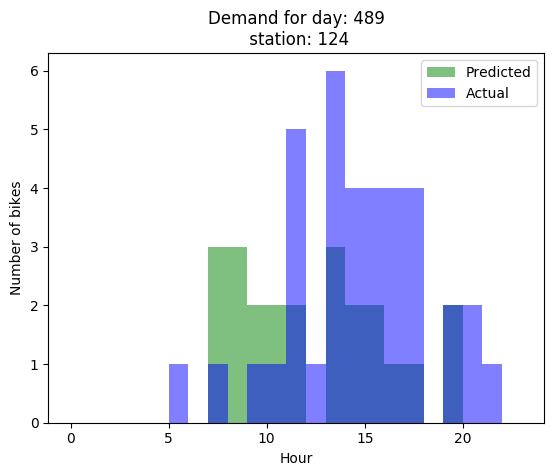 Demand for day: 489
station: 124
Predicted
Actual
Number of bikes
6
5
4
3
2
1
0
0 5 10 15 20
Hour